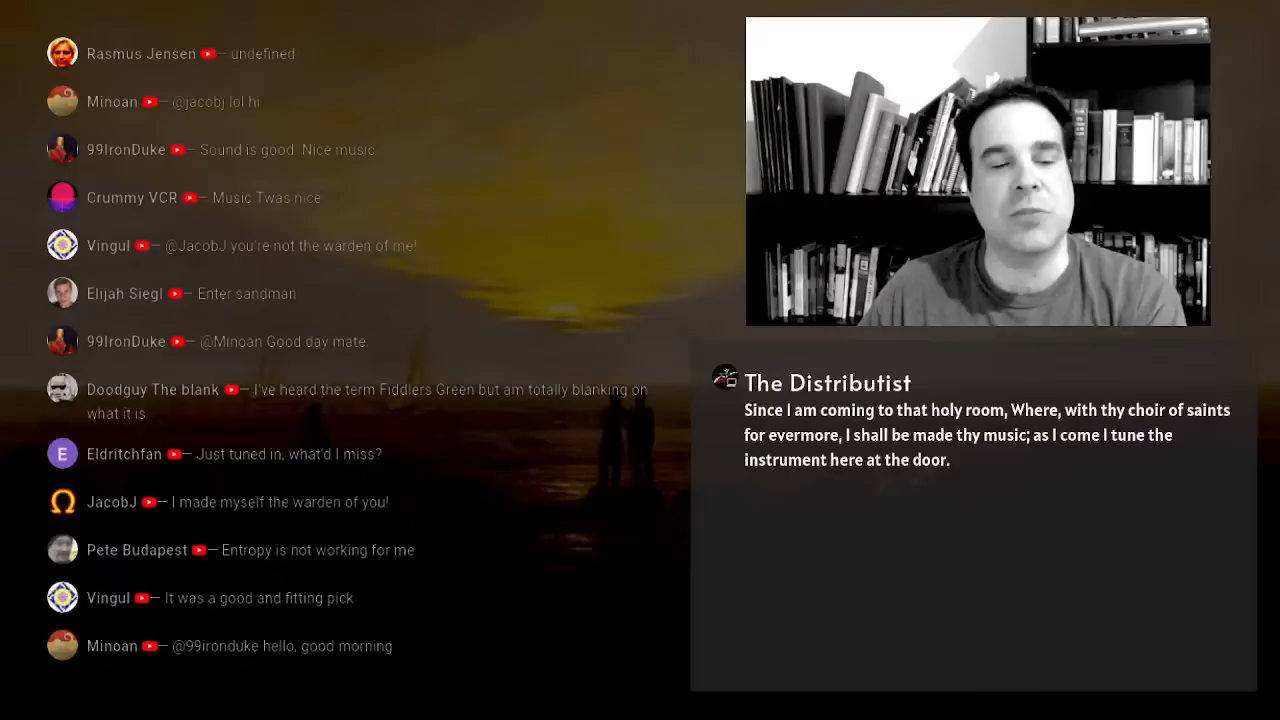 Rasmus Jensen — undefined
Minoan — @jacobj lol hi
99IronDuke — Sound is good. Nice music.
Crummy VCR — Music Twas nice
Vingul — @JacobJ you're not the warden of me!
Elijah Siegl — Enter sandman
99IronDuke — @Minoan Good day mate.
Doodguy The blank — I've heard the term Fiddlers Green but am totally blanking on
what it is
E Eldritchfan — Just tuned in, what'd I miss?
JacobJ — I made myself the warden of you!
Pete Budapest — Entropy is not working for me
Vingul — It was a good and fitting pick
Minoan — @99ironduke hello, good morning
The Distributist
Since I am coming to that holy room, Where, with thy choir of saints
for evermore, I shall be made thy music; as I come I tune the
instrument here at the door.